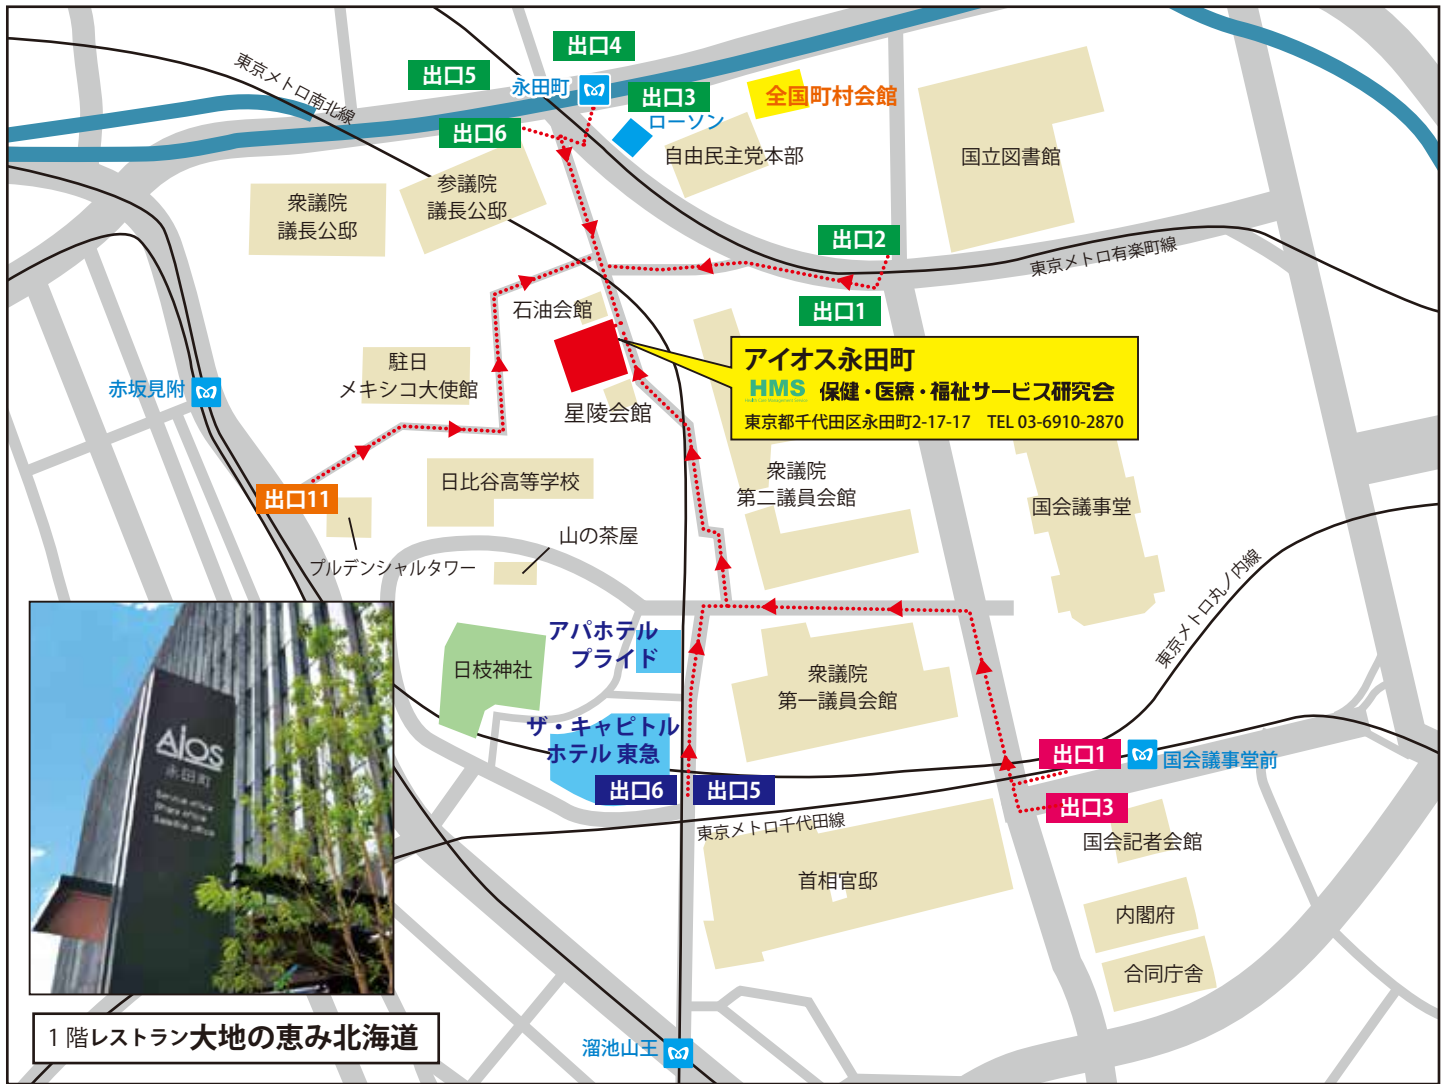 出口4
出口5
永田町
東京メトロ南北線
出口3
全国町村会館
ローソン
出口6
自由民主党本部
国立図書館
参議院
議長公邸
衆議院
議長公邸
出口2
東京メトロ有楽町線
出口1
石油会館
駐日
メキシコ大使館
赤坂見附
アイオス永田町
HMS 保健・医療・福祉サービス研究会
東京都千代田区永田町2-17-17 TEL 03-6910-2870
星陵会館
日比谷高等学校
衆議院
第二議員会館
出口11
国会議事堂
山の茶屋
プルデンシャルタワー
東京メトロ丸ノ内線
アパホテル
プライド
日枝神社
衆議院
第一議員会館
ザ・キャピトル
ホテル 東急
出口6
出口5
出口1
国会議事堂前
出口3
東京メトロ千代田線
国会記者会館
首相官邸
内閣府
合同庁舎
AIOS
永田町
Service office
Share office
Satellite office
1階レストラン大地の恵み北海道
溜池山王